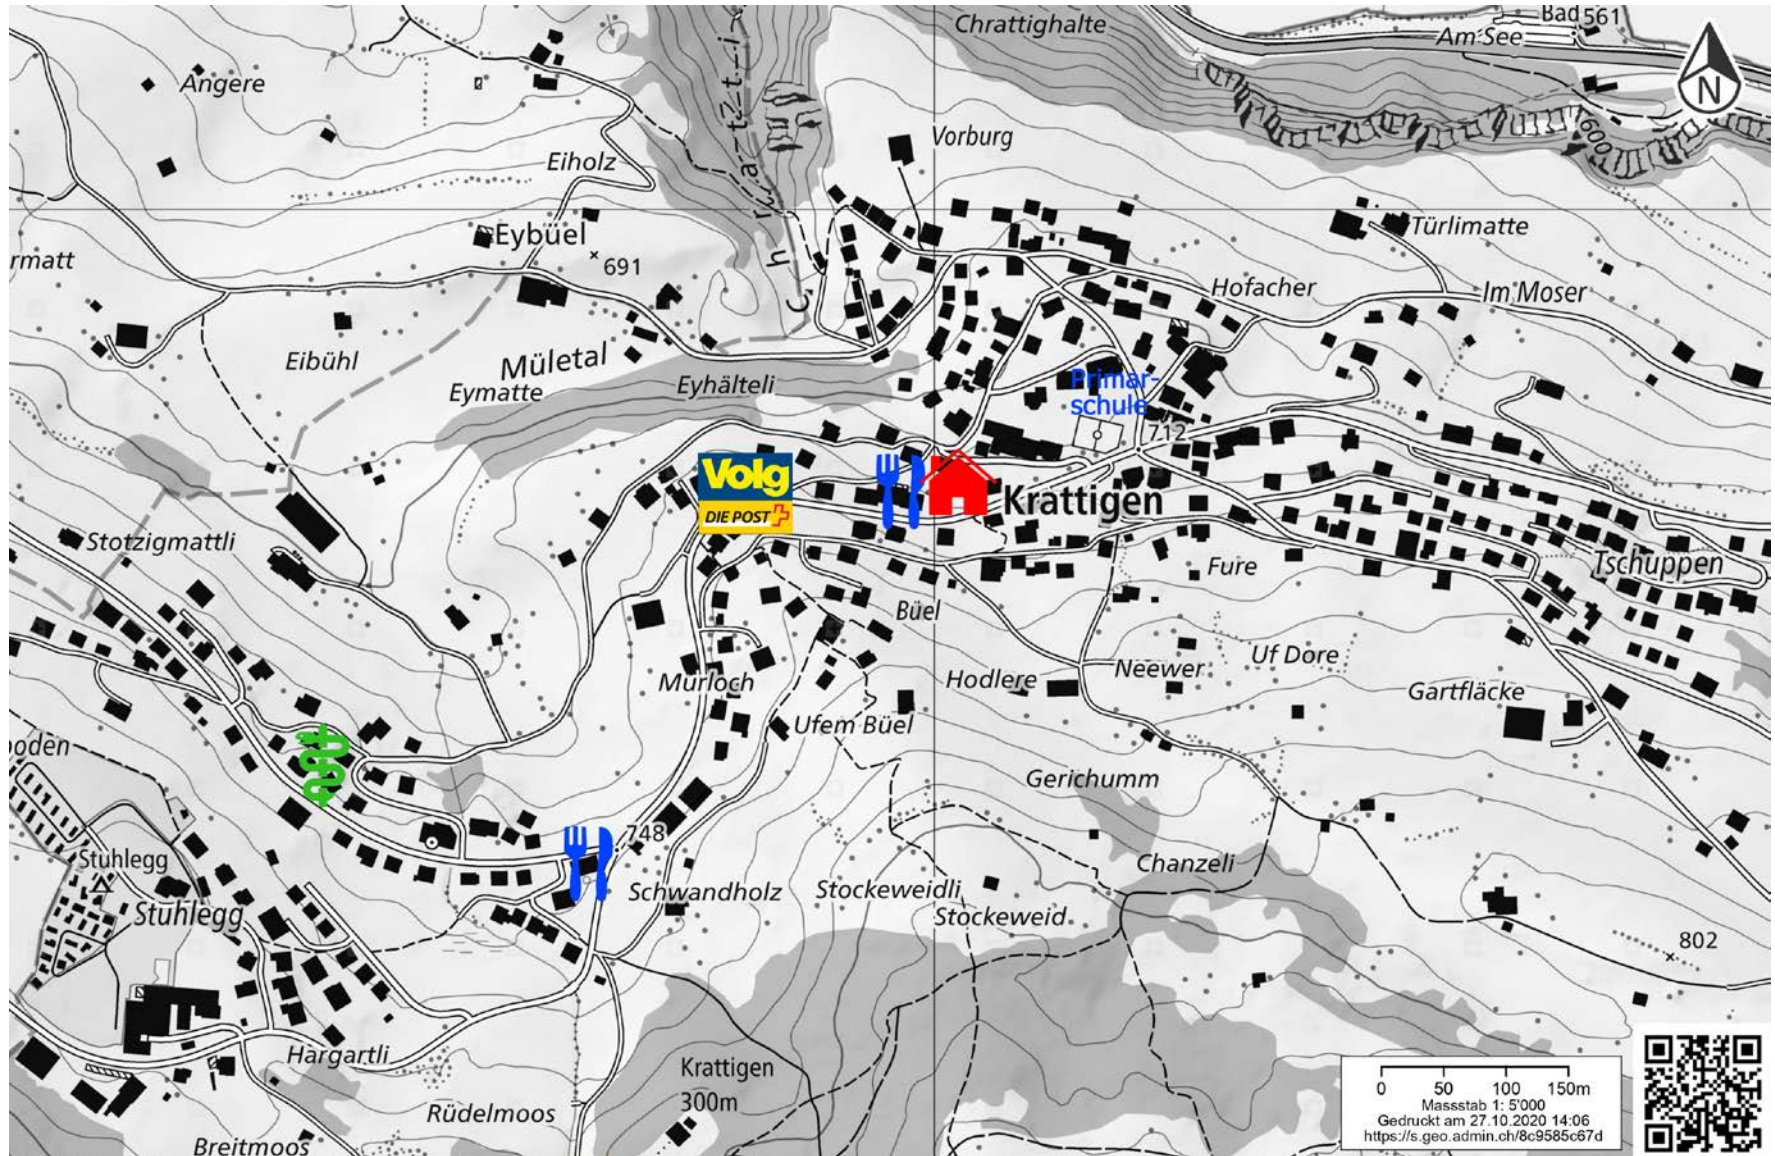 Chrattighalte
Bad 561
Am See
Angere
Chratzti
N
Vorburg
600
Eiholz
Eybüel
691
Türlimatte
rmatt
Hofacher
Im Moser
Eibühl
Mületal
Eymatte
Eyhälteli
Primar-
schule
712
Volg
DIE POST
Krattigen
Stotzigmattli
Fure
Tschuppen
Büel
Murloch
Hodlere
Neewer
Uf Dore
Gartfläcke
Ufem Büel
oden
Gerichumm
748
Stuhlegg
Chanzeli
Stuhlegg
Schwandholz
Stockeweidli
Stockeweid
802
Hargartli
Krattigen
300m
Rüdelmoos
Breitmoos
0 50 100 150m
Massstab 1: 5'000
Gedruckt am 27.10.2020 14:06
https://s.geo.admin.ch/8c9585c67d